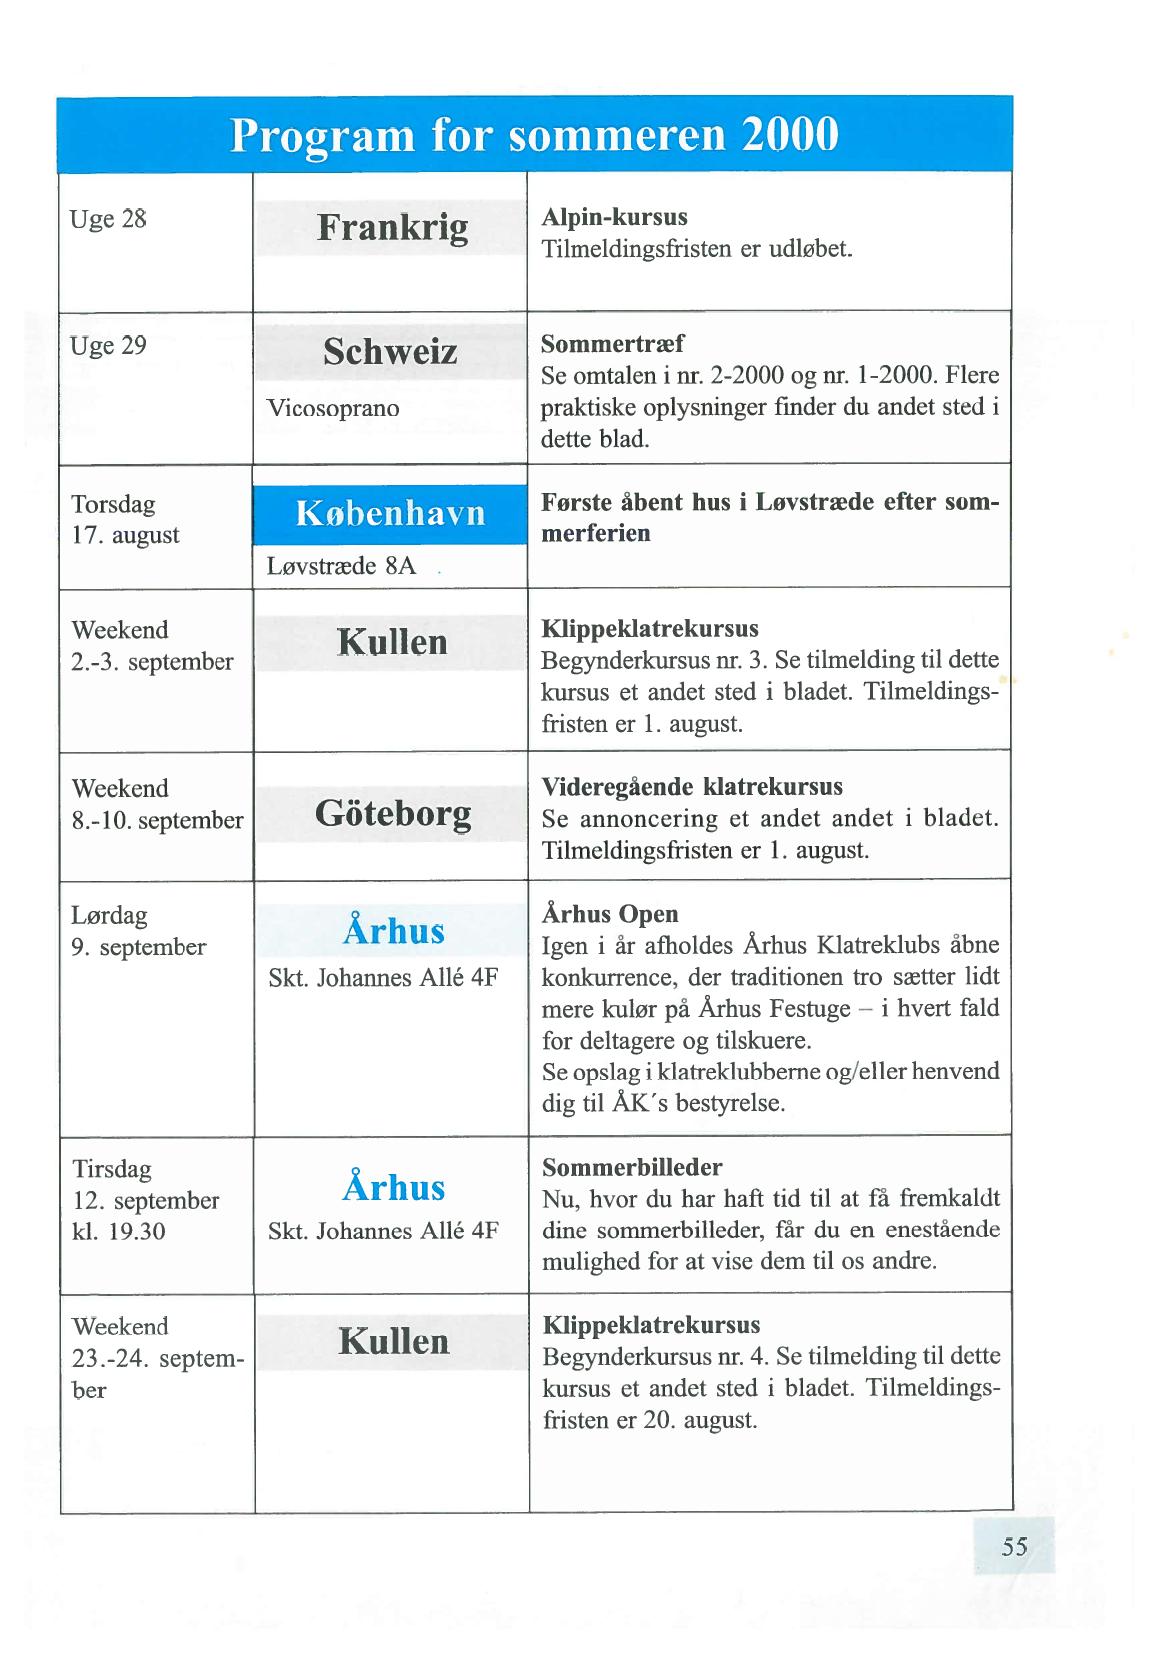 Program for sommeren 2000
Uge 28
Frankrig
Alpin-kursus
Tilmeldingsfristen er udløbet.
Uge 29
Schweiz
Vicosoprano
Sommertræf
Se omtalen i nr. 2-2000 og nr. 1-2000. Flere
praktiske oplysninger finder du andet sted i
dette blad.
Torsdag
17. august
København
Løvstræde 8A
Første åbent hus i Løvstræde efter som-
merferien
Weekend
2.-3. september
Kullen
Klippeklatrekursus
Begynderkursus nr. 3. Se tilmelding til dette
kursus et andet sted i bladet. Tilmeldings-
fristen er 1. august.
Weekend
8.-10. september
Göteborg
Videregående klatrekursus
Se annoncering et andet andet i bladet.
Tilmeldingsfristen er 1. august.
Lørdag
9. september
Århus
Skt. Johannes Allé 4F
Århus Open
Igen i år afholdes Århus Klatreklubs åbne
konkurrence, der traditionen tro sætter lidt
mere kulør på Århus Festuge – i hvert fald
for deltagere og tilskuere.
Se opslag i klatreklubberne og/eller henvend
dig til ÅK´s bestyrelse.
Tirsdag
12. september
kl. 19.30
Århus
Skt. Johannes Allé 4F
Sommerbilleder
Nu, hvor du har haft tid til at få fremkaldt
dine sommerbilleder, får du en enestående
mulighed for at vise dem til os andre.
Weekend
23.-24. septem-
ber
Kullen
Klippeklatrekursus
Begynderkursus nr. 4. Se tilmelding til dette
kursus et andet sted i bladet. Tilmeldings-
fristen er 20. august.
55